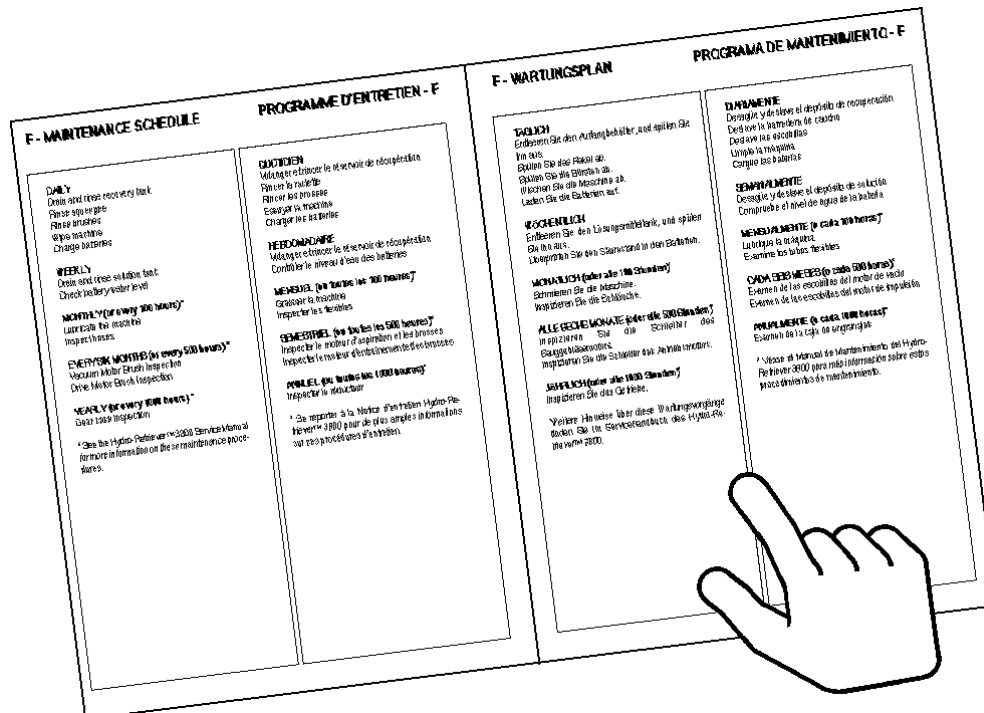 F - MAINTENANCE SCHEDULE
DAILY
Drain and rinse recovery tank
Rinse squeegee
Rinse brushes
Wipe machine
Charge batteries
WEEKLY
Drain and rinse solution tank
Check battery water level
MONTHLY (or every 100 hours)*
Lubricate the machine
Inspect hoses
EVERY SIX MONTHS (or every 500 hours)*
Vacuum Motor Brush Inspection
Drive Motor Brush Inspection
YEARLY (or every 1000 hours)*
Gear case inspection
* See the Hydro-Retriever™ 3800 Service Manual
for more information on these maintenance proce-
dures.
PROGRAMME D'ENTRETIEN - F
QUOTIDIEN
Vidanger et rincer le réservoir de récupération
Rincer la raclette
Rincer les brosses
Essuyer la machine
Charger les batteries
HEBDOMADAIRE
Vidanger et rincer le réservoir de récupération
Contrôler le niveau d'eau des batteries
MENSUEL (ou toutes les 100 heures)*
Graisser la machine
Inspecter les flexibles
SEMESTRIEL (ou toutes les 500 heures)*
Inspecter le moteur d'aspiration et les brosses
Inspecter le moteur d'entraînement et les brosses
ANNUEL (ou toutes les 1000 heures)*
Inspecter le réducteur
* Se reporter à la Notice d'entretien Hydro-Re-
triever™ 3800 pour de plus amples informations
sur ces procédures d'entretien.
F - WARTUNGSPLAN
TÄGLICH
Entleeren Sie den Auffangbehälter, und spülen Sie
ihn aus.
Spülen Sie das Rakel ab.
Spülen Sie die Bürsten ab.
Wischen Sie die Maschine ab.
Laden Sie die Batterien auf.
WÖCHENTLICH
Entleeren Sie den Lösungsmitteltank, und spülen
Sie ihn aus.
Überprüfen Sie den Säurestand in den Batterien.
MONATLICH (oder alle 100 Stunden)*
Schmieren Sie die Maschine.
Inspizieren Sie die Schläuche.
ALLE SECHS MONATE (oder alle 500 Stunden)*
Inspizieren Sie die Schleifer des
Sauggebläsemotors.
Inspizieren Sie die Schleifer des Antriebsmotors.
JÄHRLICH (oder alle 1000 Stunden)*
Inspizieren Sie das Getriebe.
*Weitere Hinweise über diese Wartungsvorgänge
finden Sie im Servicehandbuch des Hydro-Re-
triever™ 3800.
PROGRAMA DE MANTENIMIENTO - F
DIARIAMENTE
Desagüe y deslave el depósito de recuperación
Deslave la barredera de caucho
Deslave las escobillas
Limpie la máquina
Cargue las baterías
SEMANALMENTE
Desagüe y deslave el depósito de solución
Compruebe el nivel de agua de la batería
MENSUALMENTE (o cada 100 horas)*
Lubrique la máquina
Examine los tubos flexibles
CADA SEIS MESES (o cada 500 horas)*
Examen de las escobillas del motor de vacío
Examen de las escobillas del motor de impulsión
ANUALMENTE (o cada 1000 horas)*
Examen de la caja de engranajes
* Véase el Manual de Mantenimiento del Hydro-
Retriever 3800 para más información sobre estos
procedimientos de mantenimiento.